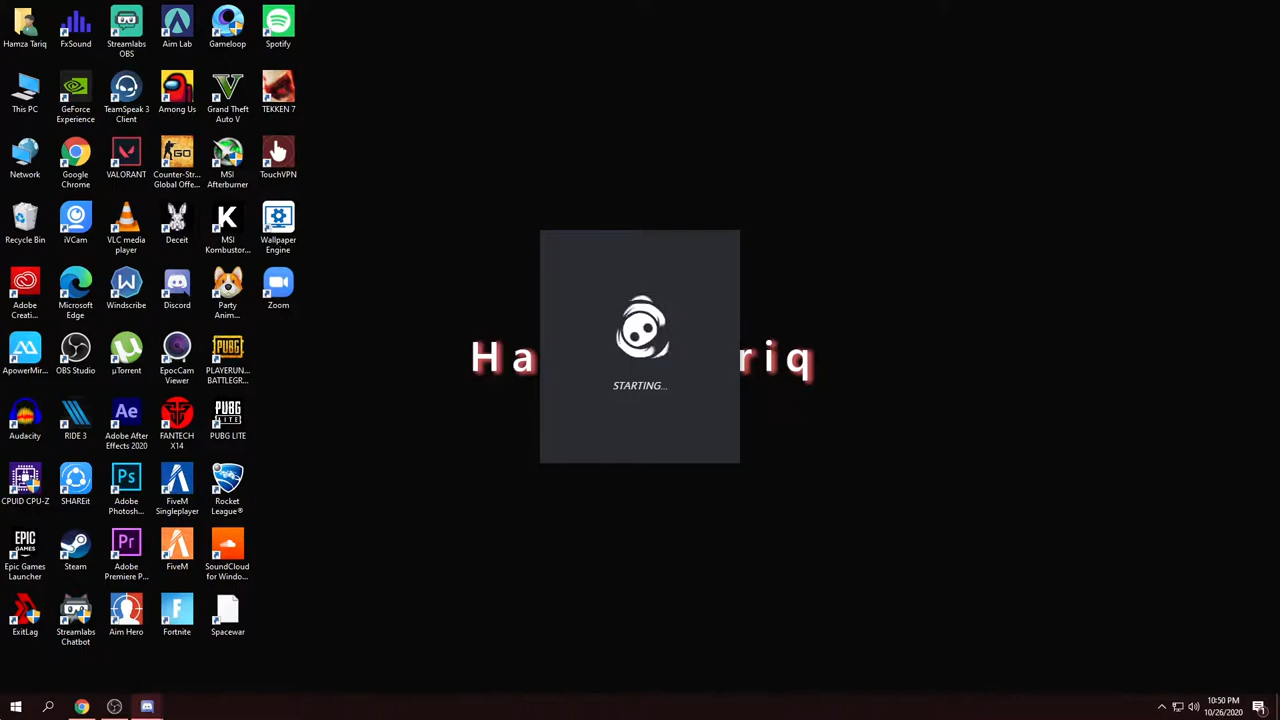 Hamza Tariq
FxSound
Streamlabs
OBS
Aim Lab
Gameloop
Spotify
This PC
GeForce
Experience
TeamSpeak 3
Client
Among Us
Grand Theft
Auto V
TEKKEN 7
Network
Google
Chrome
VALORANT
Counter-Str...
Global Offe...
MSI
Afterburner
TouchVPN
Recycle Bin
iVCam
VLC media
player
Deceit
MSI
Kombustor...
Wallpaper
Engine
Adobe
Creati...
Microsoft
Edge
Windscribe
Discord
Party
Anim...
Zoom
ApowerMir...
OBS Studio
µTorrent
EpocCam
Viewer
PLAYERUN...
BATTLEGR...
Audacity
RIDE 3
Adobe After
Effects 2020
FANTECH
X14
PUBG LITE
CPUID CPU-Z
SHAREit
Adobe
Photosh...
FiveM
Singleplayer
Rocket
League®
Epic Games
Launcher
Steam
Adobe
Premiere P...
FiveM
SoundCloud
for Windo...
ExitLag
Streamlabs
Chatbot
Aim Hero
Fortnite
Spacewar
Ha riq
STARTING...
10:50 PM
10/26/2020